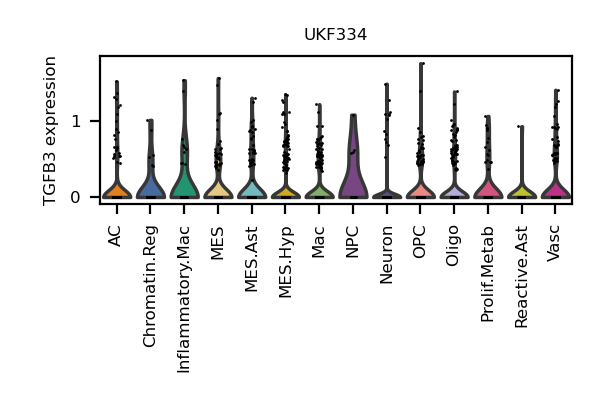 UKF334
TGFB3 expression
1
0
AC
Chromatin.Reg
Inflammatory.Mac
MES
MES.Ast
MES.Hyp
Mac
NPC
Neuron
OPC
Oligo
Prolif.Metab
Reactive.Ast
Vasc